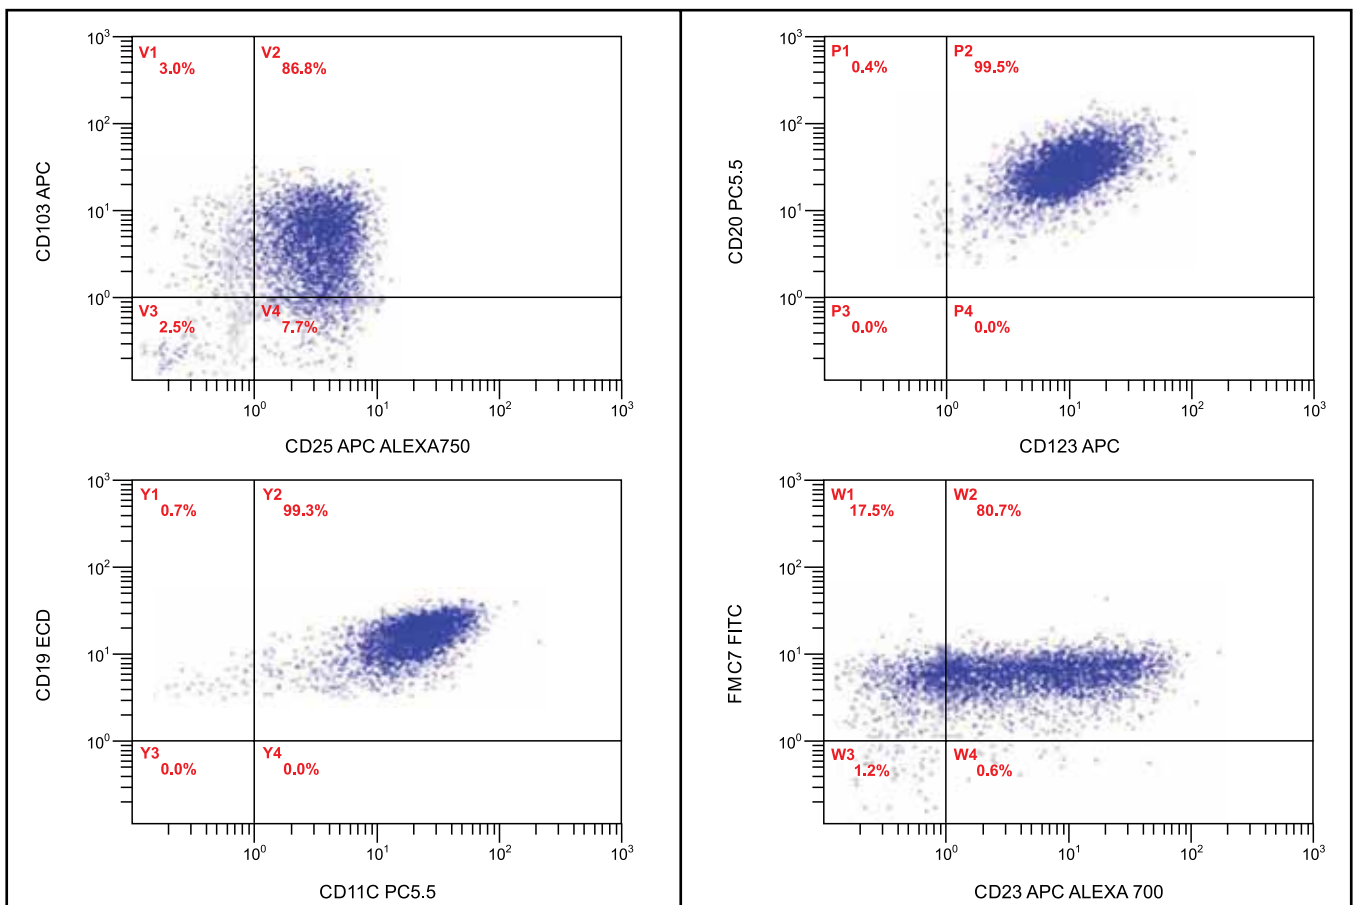 10³
V1
3.0%
V2
86.8%
10²
CD103 APC
10¹
10⁰
V3
2.5%
V4
7.7%
10⁰
10¹
10²
10³
CD25 APC ALEXA750
10³
P1
0.4%
P2
99.5%
10²
CD20 PC5.5
10¹
10⁰
P3
0.0%
P4
0.0%
10⁰
10¹
10²
10³
CD123 APC
10³
Y1
0.7%
Y2
99.3%
10²
CD19 ECD
10¹
10⁰
Y3
0.0%
Y4
0.0%
10⁰
10¹
10²
10³
CD11C PC5.5
10³
W1
17.5%
W2
80.7%
10²
FMC7 FITC
10¹
10⁰
W3
1.2%
W4
0.6%
10⁰
10¹
10²
10³
CD23 APC ALEXA 700